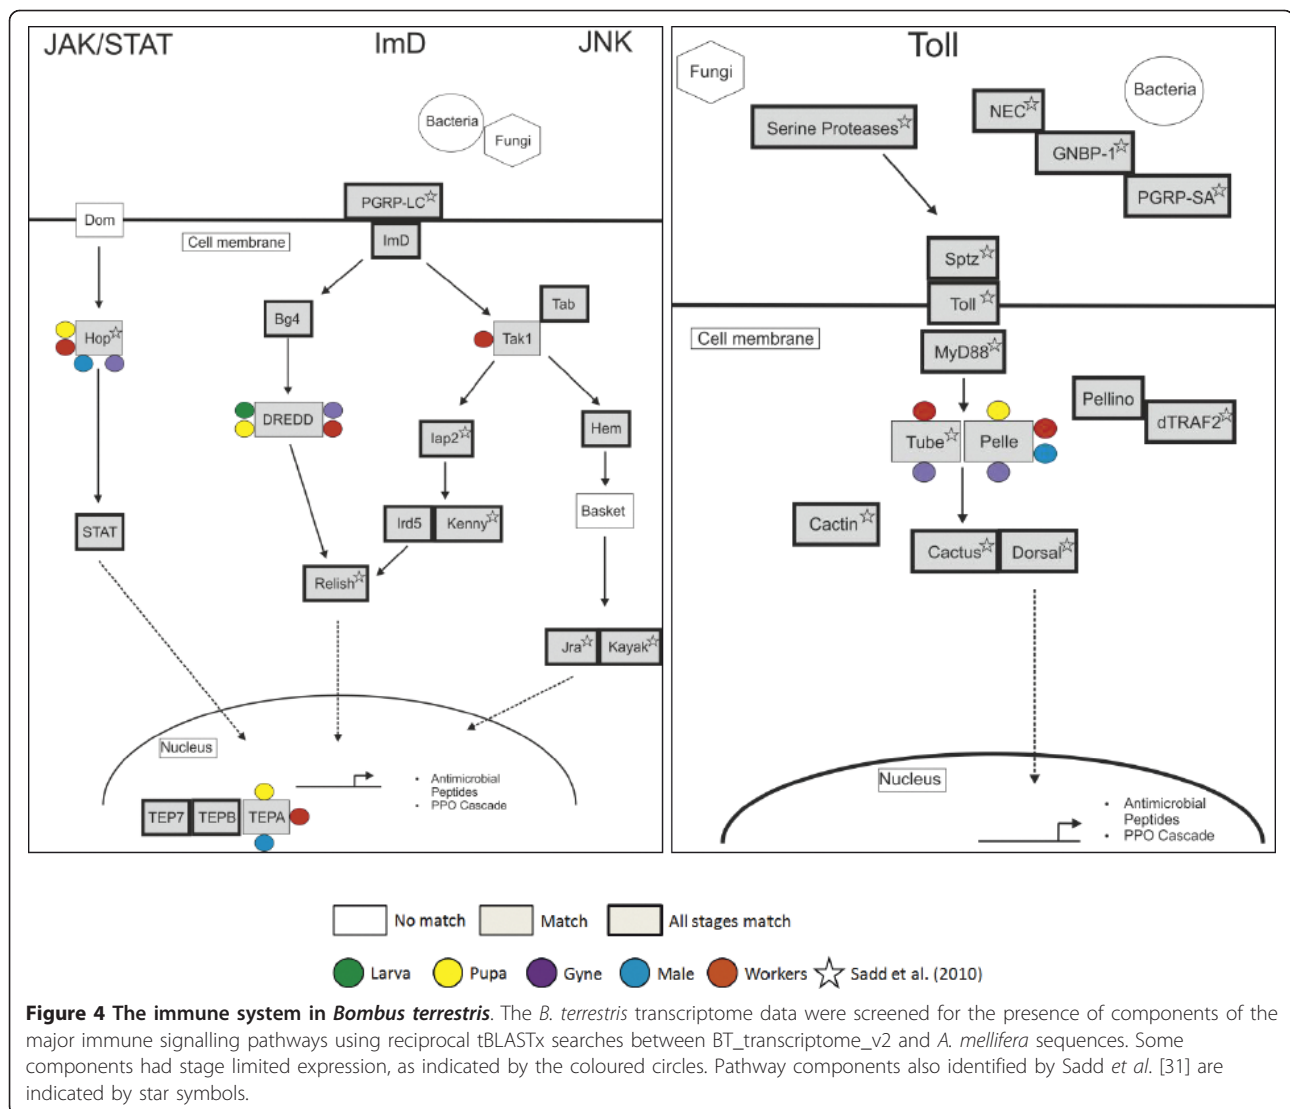 JAK/STAT
ImD
JNK
Bacteria
Fungi
PGRP-LC
Dom
Cell membrane
ImD
Bg4
Tab
Hop
Tak1
DREDD
Iap2
Hem
Basket
Ird5
Kenny
STAT
Relish
Jra
Kayak
Nucleus
• Antimicrobial
Peptides
• PPO Cascade
TEP7
TEPB
TEPA
Toll
Fungi
Bacteria
Serine Proteases
NEC
GNBP-1
PGRP-SA
Sptz
Toll
Cell membrane
MyD88
Pellino
dTRAF2
Tube
Pelle
Cactin
Cactus
Dorsal
Nucleus
• Antimicrobial
Peptides
• PPO Cascade
No match
Match
All stages match
Larva
Pupa
Gyne
Male
Workers
Sadd et al. (2010)
Figure 4 The immune system in Bombus terrestris. The B. terrestris transcriptome data were screened for the presence of components of the
major immune signalling pathways using reciprocal tBLASTx searches between BT_transcriptome_v2 and A. mellifera sequences. Some
components had stage limited expression, as indicated by the coloured circles. Pathway components also identified by Sadd et al. [31] are
indicated by star symbols.